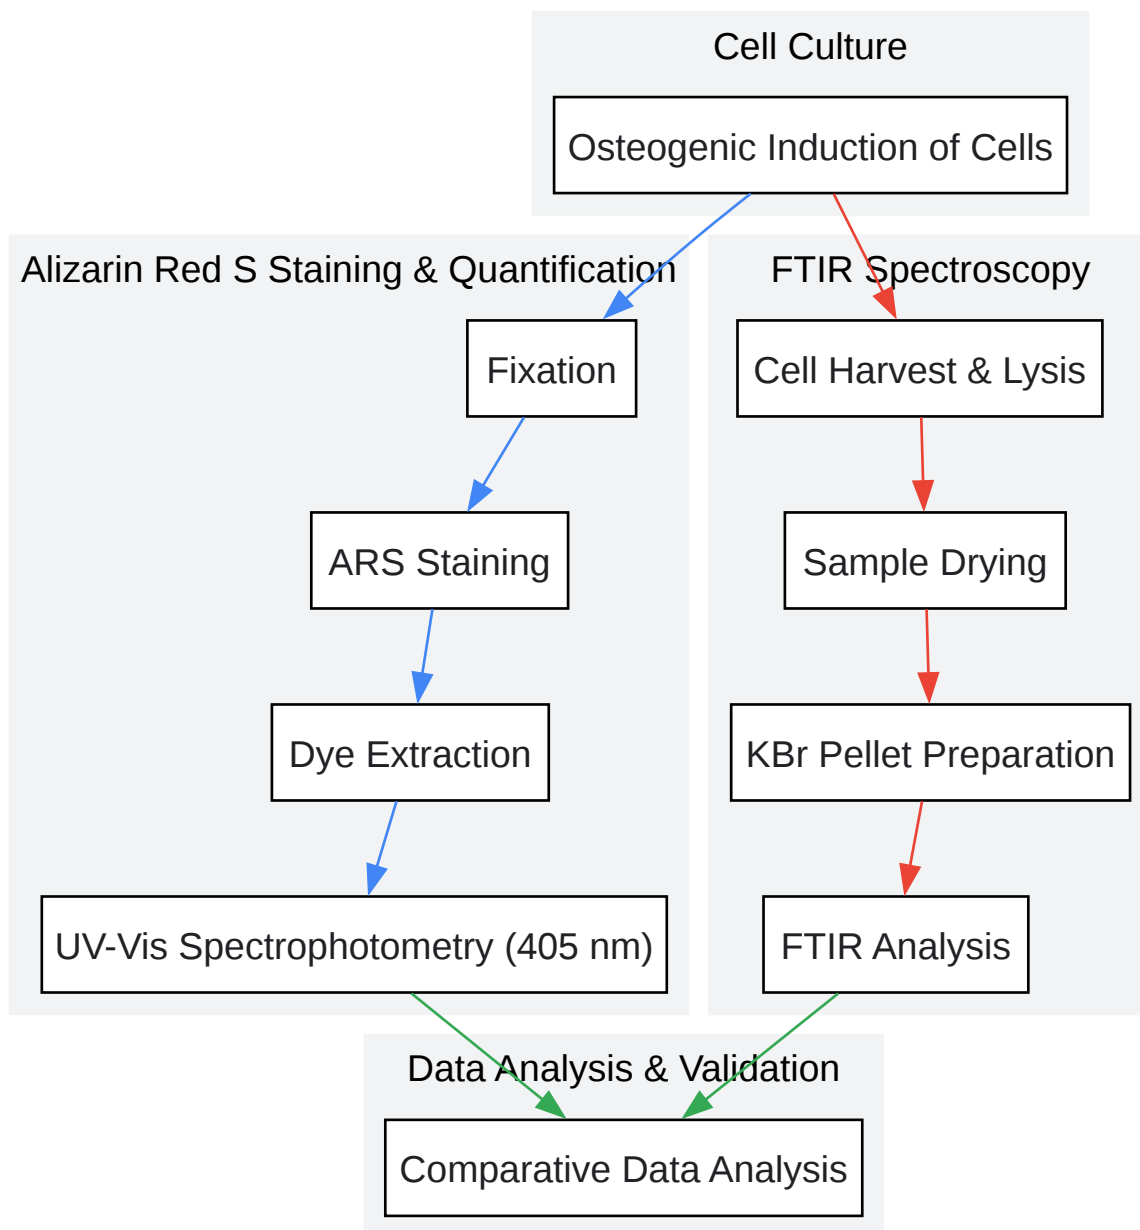 Cell Culture
Osteogenic Induction of Cells
Alizarin Red S Staining & Quantification
Fixation
ARS Staining
Dye Extraction
UV-Vis Spectrophotometry (405 nm)
FTIR Spectroscopy
Cell Harvest & Lysis
Sample Drying
KBr Pellet Preparation
FTIR Analysis
Data Analysis & Validation
Comparative Data Analysis